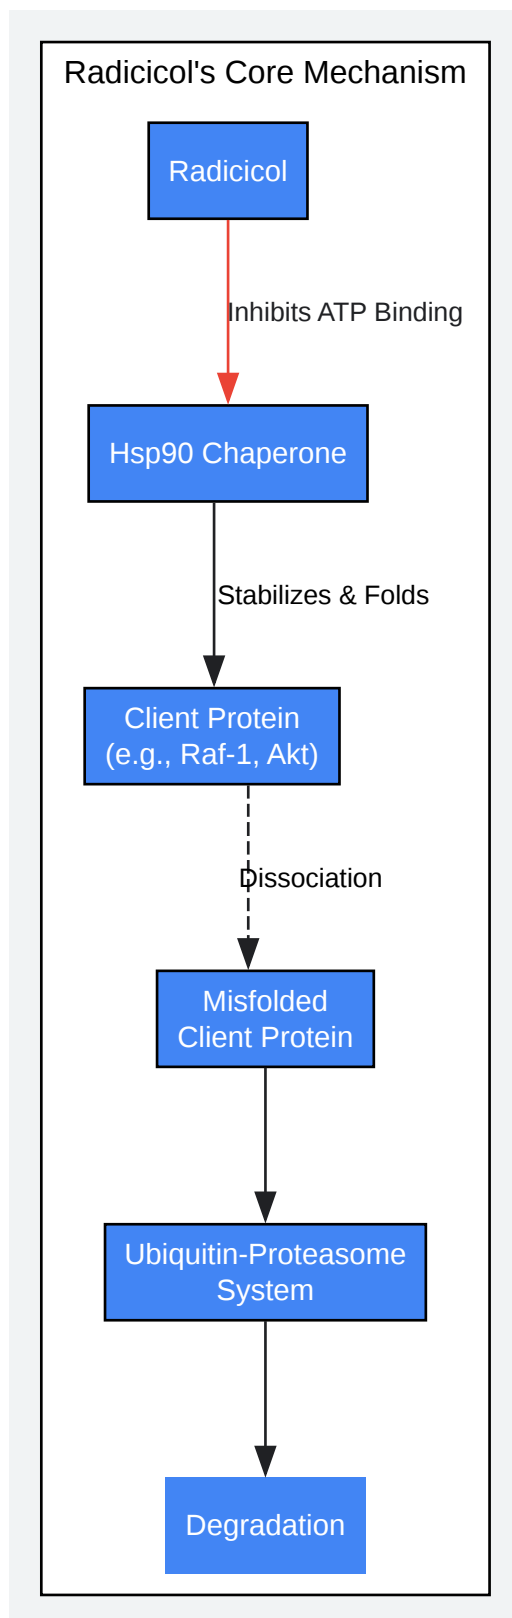 Radicicol's Core Mechanism
Radicicol
Inhibits ATP Binding
Hsp90 Chaperone
Stabilizes & Folds
Client Protein
(e.g., Raf-1, Akt)
Dissociation
Misfolded
Client Protein
Ubiquitin-Proteasome
System
Degradation